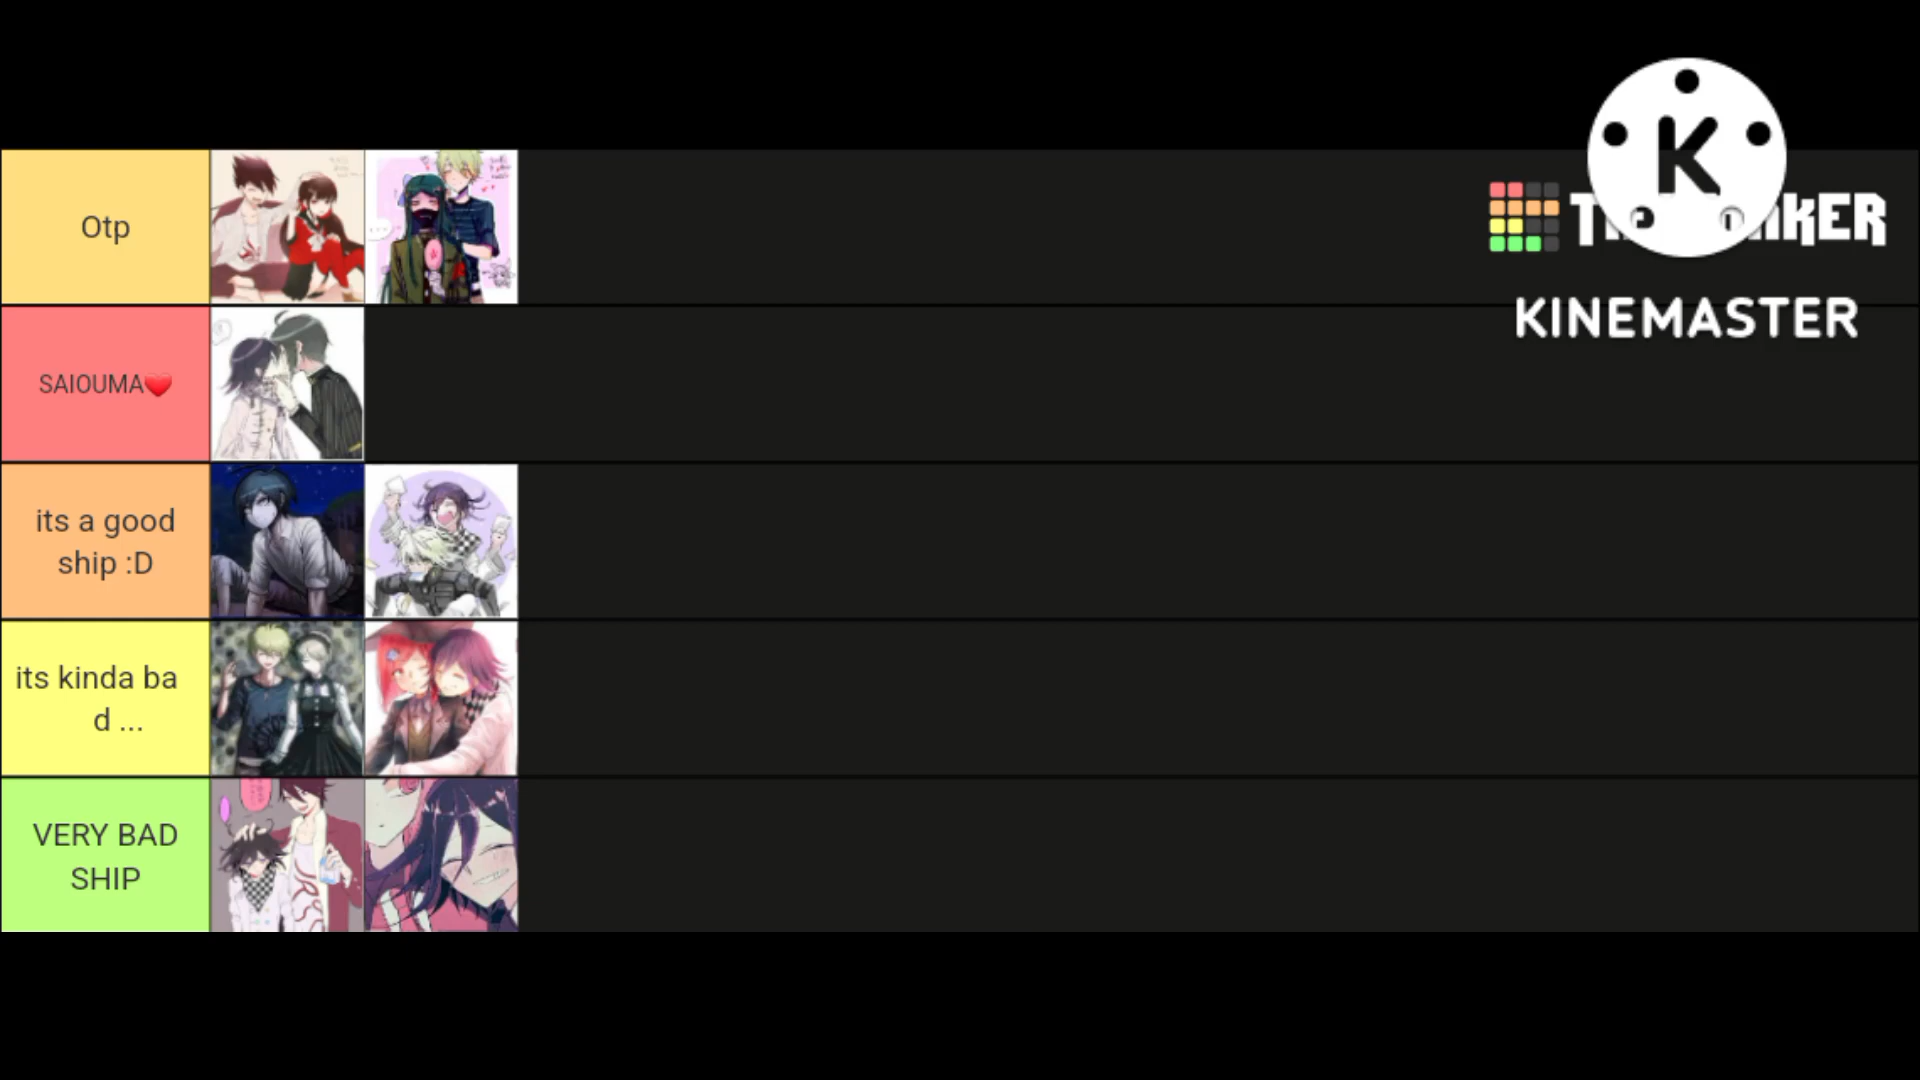 Otp
SAIOUMA❤️
its a good
ship :D
its kinda ba
d ...
VERY BAD
SHIP
K
KINEMASTER